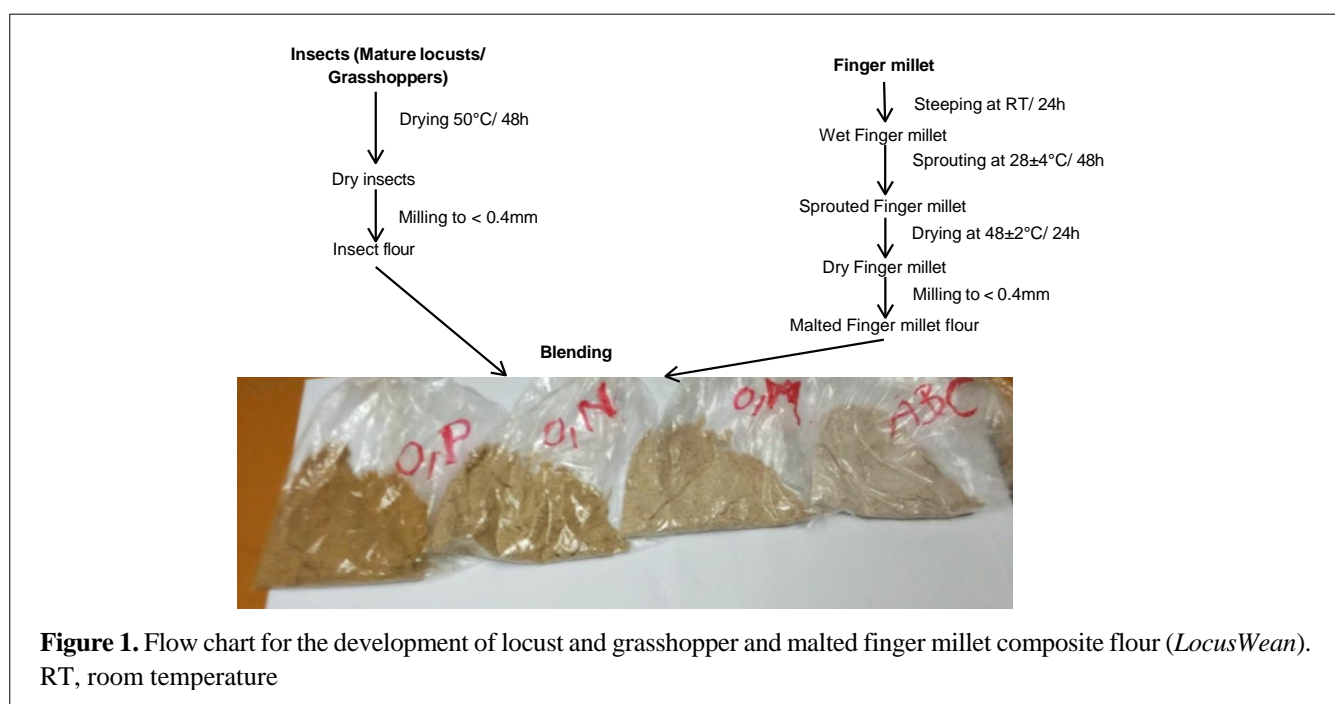 Insects (Mature locusts/
Grasshoppers)
Drying 50°C/ 48h
Dry insects
Milling to < 0.4mm
Insect flour
Finger millet
Steeping at RT/ 24h
Wet Finger millet
Sprouting at 28±4°C/ 48h
Sprouted Finger millet
Drying at 48±2°C/ 24h
Dry Finger millet
Milling to < 0.4mm
Malted Finger millet flour
Blending
O,P
O,N
O,M
ABC
Figure 1. Flow chart for the development of locust and grasshopper and malted finger millet composite flour (LocusWean).
RT, room temperature